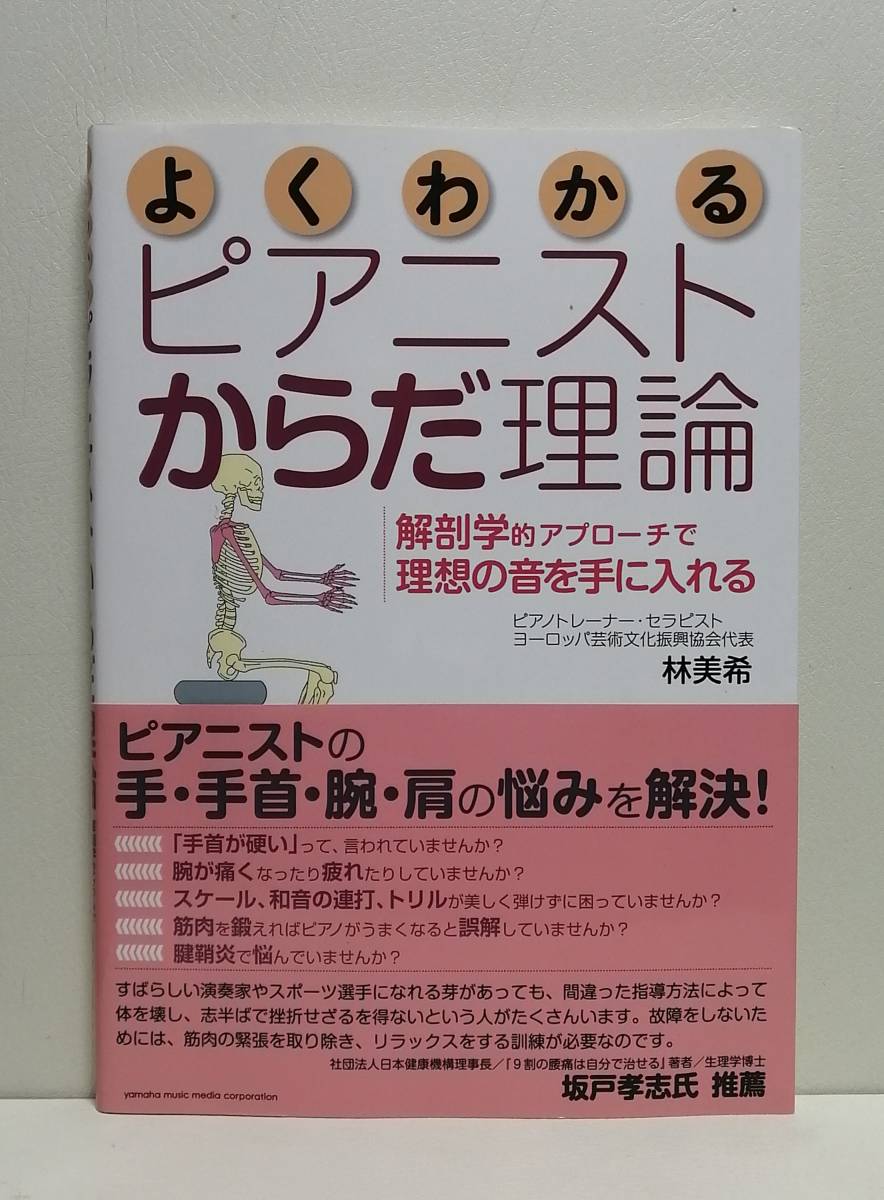 よくわかる
ピアニスト
からだ理論
解剖学的アプローチで
理想の音を手に入れる
ピアノトレーナー・セラピスト
ヨーロッパ芸術文化振興協会代表
林美希
ピアニストの
手・手首・腕・肩の悩みを解決!
「手首が硬い」って、言われていませんか?
腕が痛くなったり疲れたりしていませんか?
スケール、和音の連打、トリルが美しく弾けずに困っていませんか?
筋肉を鍛えればピアノがうまくなると誤解していませんか?
腱鞘炎で悩んでいませんか?
すばらしい演奏家やスポーツ選手になれる芽があっても、間違った指導方法によって
体を壊し、志半ばで挫折せざるを得ないという人がたくさんいます。故障をしないた
めには、筋肉の緊張を取り除き、リラックスをする訓練が必要なのです。
社団法人日本健康機構理事長/『9割の腰痛は自分で治せる』著者/生理学博士
坂戸孝志氏 推薦
yamaha music media corporation